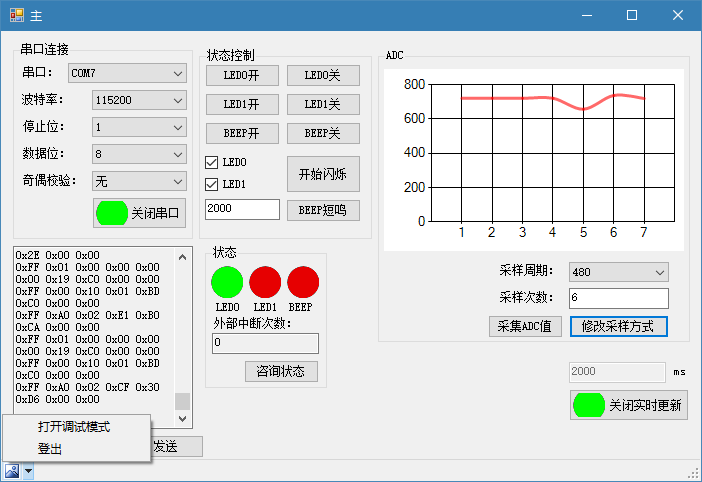 主
串口连接
串口:
COM7
波特率:
115200
停止位:
1
数据位:
8
奇偶校验:
无
关闭串口
状态控制
LED0开
LED0关
LED1开
LED1关
BEEP开
BEEP关
LED0
LED1
开始闪烁
2000
BEEP短鸣
ADC
800
600
400
200
0
1 2 3 4 5 6 7
采样周期:
480
采样次数:
6
采集ADC值
修改采样方式
0x2E 0x00 0x00
0xFF 0x01 0x00 0x00 0x00
0x00 0x19 0xC0 0x00 0x00
0xFF 0x00 0x10 0x01 0xBD
0xC0 0x00 0x00
0xFF 0xA0 0x02 0xE1 0xB0
0xCA 0x00 0x00
0xFF 0x01 0x00 0x00 0x00
0x00 0x19 0xC0 0x00 0x00
0xFF 0x00 0x10 0x01 0xBD
0xC0 0x00 0x00
0xFF 0xA0 0x02 0xCF 0x30
0xD6 0x00 0x00
状态
LED0 LED1 BEEP
外部中断次数:
0
咨询状态
2000 ms
关闭实时更新
打开调试模式
登出
发送